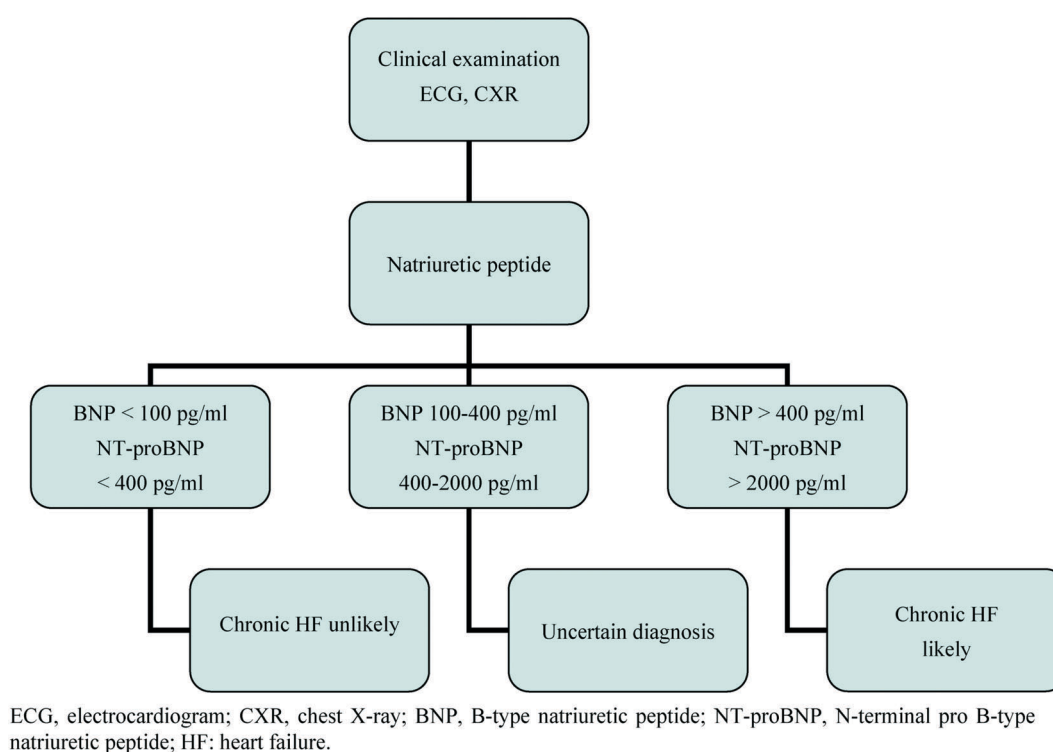 Clinical examination
ECG, CXR
Natriuretic peptide
BNP < 100 pg/ml
NT-proBNP
< 400 pg/ml
BNP 100-400 pg/ml
NT-proBNP
400-2000 pg/ml
BNP > 400 pg/ml
NT-proBNP
> 2000 pg/ml
Chronic HF unlikely
Uncertain diagnosis
Chronic HF
likely
ECG, electrocardiogram; CXR, chest X-ray; BNP, B-type natriuretic peptide; NT-proBNP, N-terminal pro B-type
natriuretic peptide; HF: heart failure.